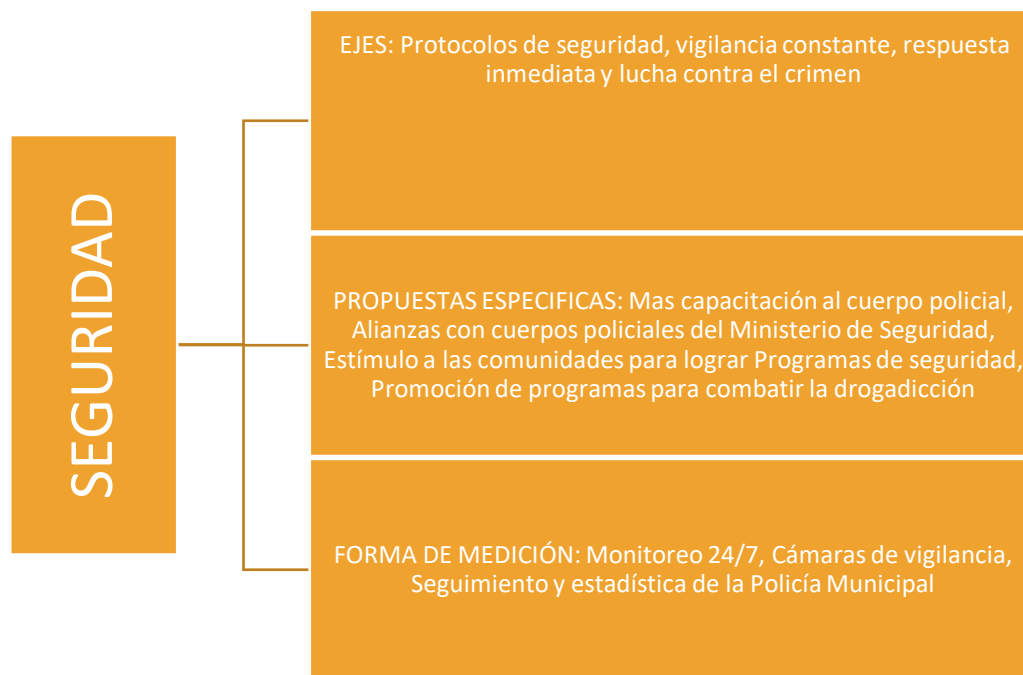 SEGURIDAD
EJES: Protocolos de seguridad, vigilancia constante, respuesta
inmediata y lucha contra el crimen
PROPUESTAS ESPECIFICAS: Mas capacitación al cuerpo policial,
Alianzas con cuerpos policiales del Ministerio de Seguridad,
Estímulo a las comunidades para lograr Programas de seguridad,
Promoción de programas para combatir la drogadicción
FORMA DE MEDICIÓN: Monitoreo 24/7, Cámaras de vigilancia,
Seguimiento y estadística de la Policía Municipal